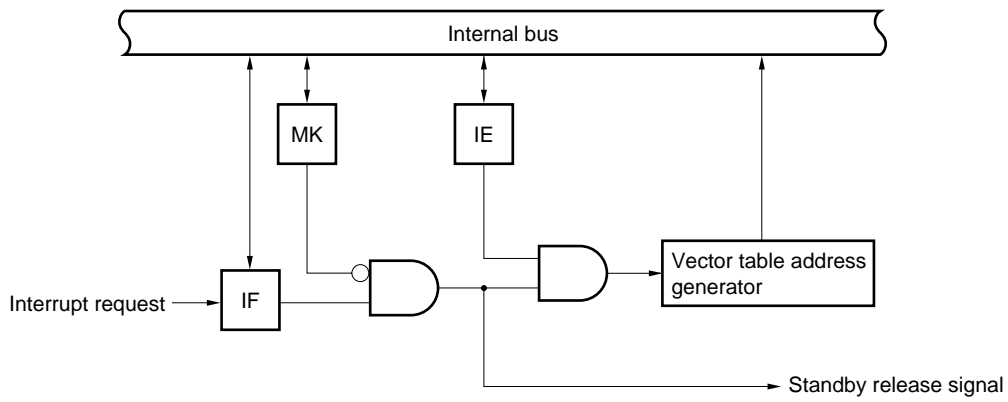 Internal bus
MK
IE
Interrupt request
IF
Vector table address
generator
Standby release signal